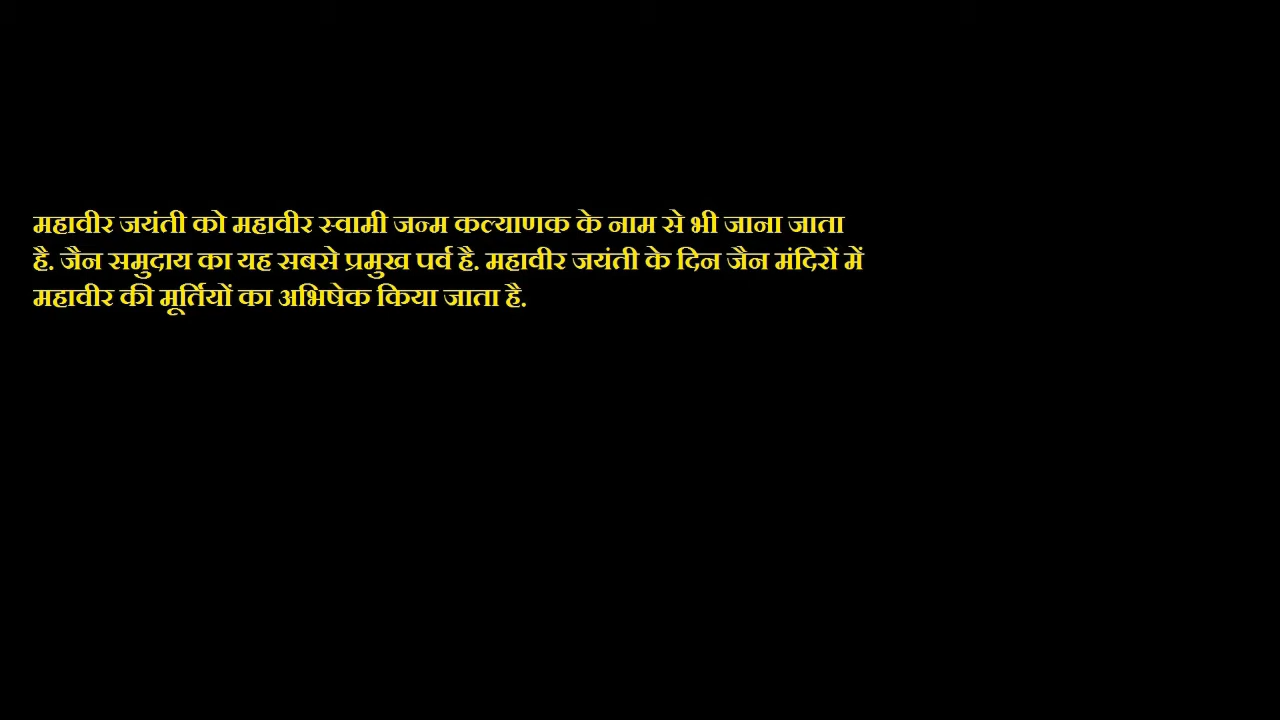 महावीर जयंती को महावीर स्वामी जन्म कल्याणक के नाम से भी जाना जाता
है. जैन समुदाय का यह सबसे प्रमुख पर्व है. महावीर जयंती के दिन जैन मंदिरों में
महावीर की मूर्तियों का अभिषेक किया जाता है.